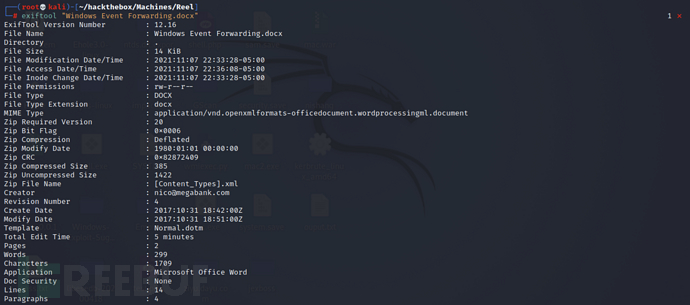 ┌──(root💀kali)-[~/hackthebox/Machines/Reel]
└─# exiftool "Windows Event Forwarding.docx" 1 ⨯
ExifTool Version Number : 12.16
File Name : Windows Event Forwarding.docx
Directory : .
File Size : 14 KiB
File Modification Date/Time : 2021:11:07 22:33:28-05:00
File Access Date/Time : 2021:11:07 22:36:08-05:00
File Inode Change Date/Time : 2021:11:07 22:33:28-05:00
File Permissions : rw-r--r--
File Type : DOCX
File Type Extension : docx
MIME Type : application/vnd.openxmlformats-officedocument.wordprocessingml.document
Zip Required Version : 20
Zip Bit Flag : 0×0006
Zip Compression : Deflated
Zip Modify Date : 1980:01:01 00:00:00
Zip CRC : 0×82872409
Zip Compressed Size : 385
Zip Uncompressed Size : 1422
Zip File Name : [Content_Types].xml
Creator : nico@megabank.com
Revision Number : 4
Create Date : 2017:10:31 18:42:00Z
Modify Date : 2017:10:31 18:51:00Z
Template : Normal.dotm
Total Edit Time : 5 minutes
Pages : 2
Words : 299
Characters : 1709
Application : Microsoft Office Word
Doc Security : None
Lines : 14
Paragraphs : 4
REEBUF